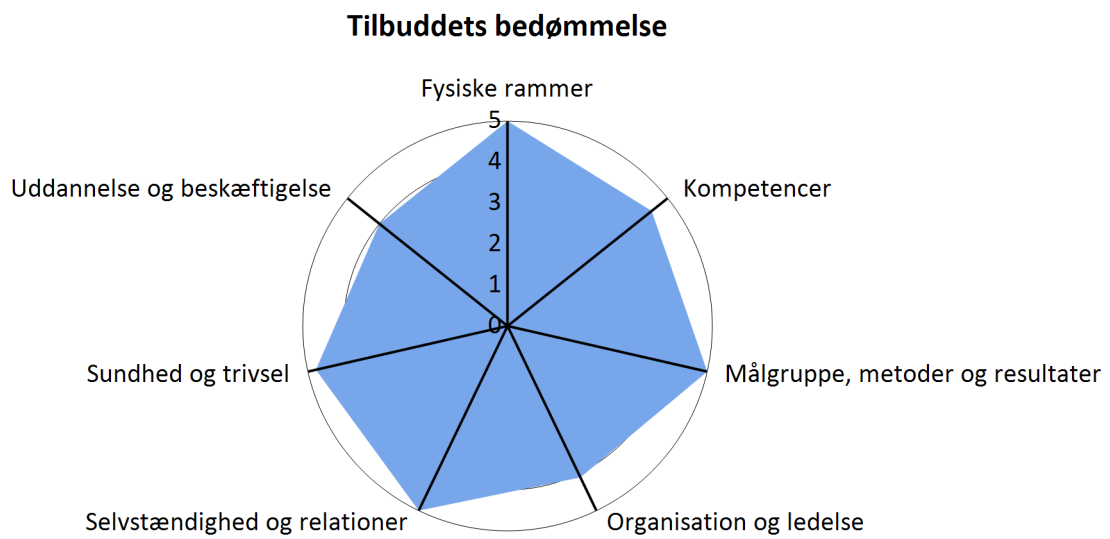 Tilbuddets bedømmelse
Fysiske rammer
5
4
3
2
1
0
Uddannelse og beskæftigelse
Kompetencer
Sundhed og trivsel
Målgruppe, metoder og resultater
Selvstændighed og relationer
Organisation og ledelse